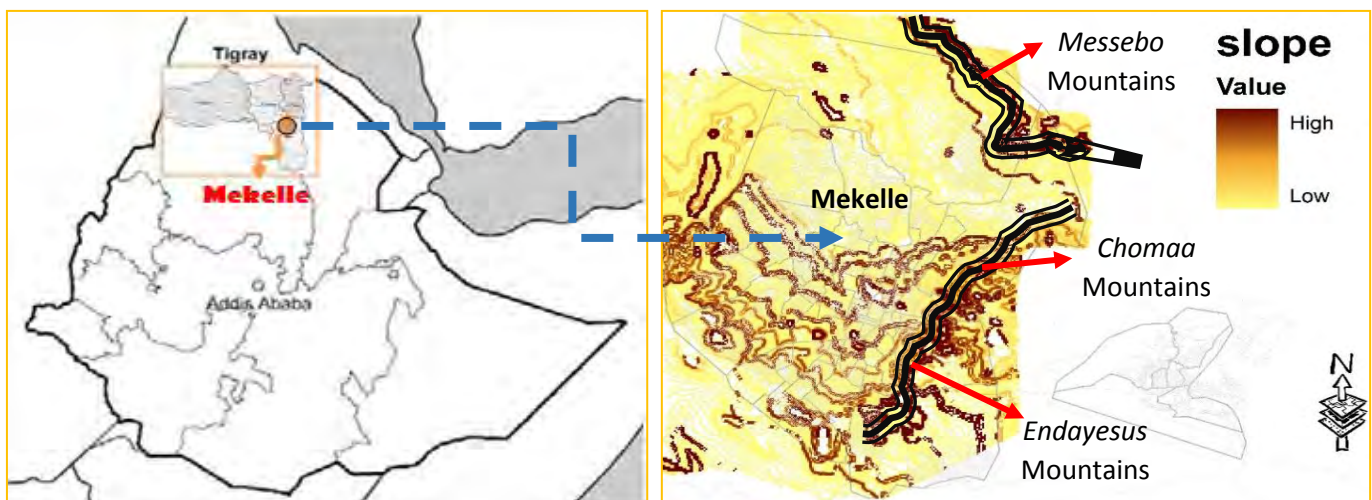 Tigray
Mekelle
Addis Ababa
Messebo
Mountains
slope
Value
High
Low
Mekelle
Chomaa
Mountains
Endayesus
Mountains
N